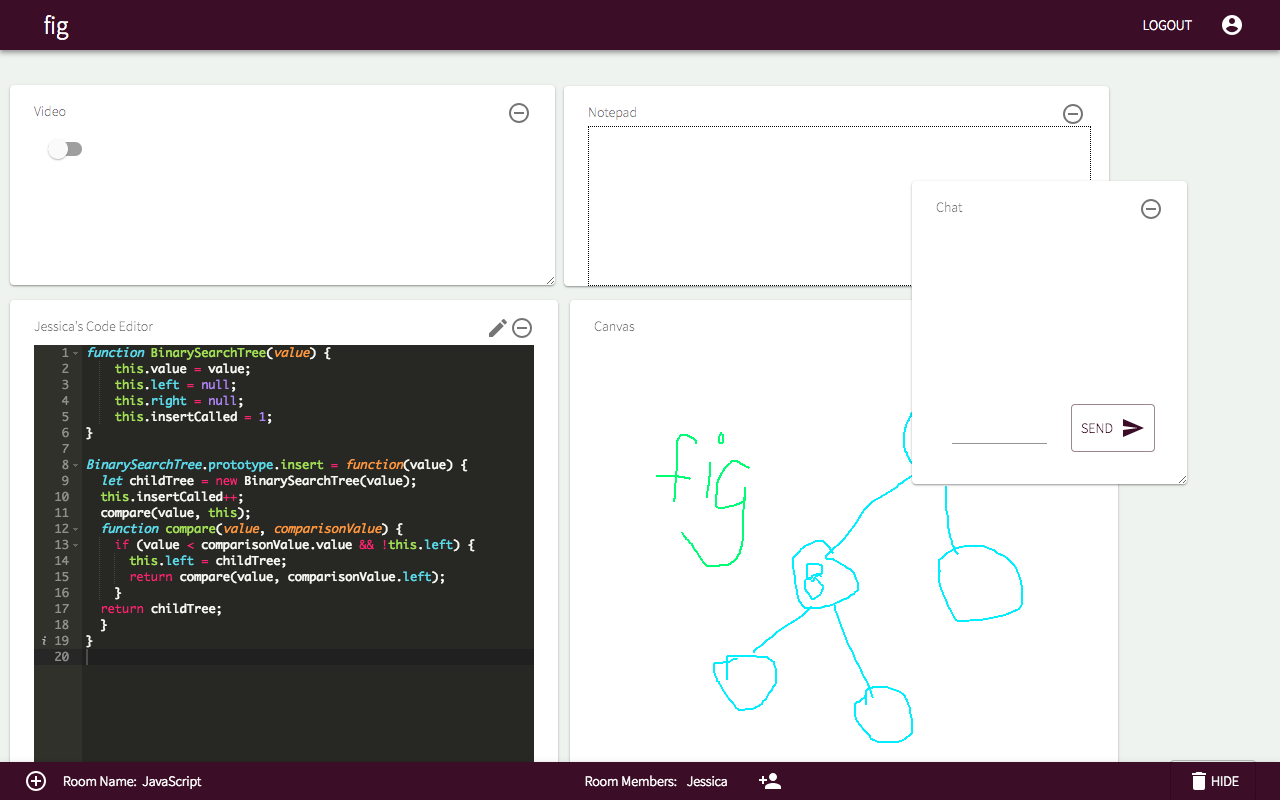 fig
LOGOUT
Video
Notepad
Chat
SEND
Jessica's Code Editor
1 function BinarySearchTree(value) {
2     this.value = value;
3     this.left = null;
4     this.right = null;
5     this.insertCalled = 1;
6 }
7
8 BinarySearchTree.prototype.insert = function(value) {
9   let childTree = new BinarySearchTree(value);
10   this.insertCalled++;
11   compare(value, this);
12   function compare(value, comparisonValue) {
13     if (value < comparisonValue.value && !this.left) {
14       this.left = childTree;
15       return compare(value, comparisonValue.left);
16     }
17   return childTree;
18   }
i 19 }
20
Canvas
fig
Room Name: JavaScript
Room Members: Jessica
HIDE